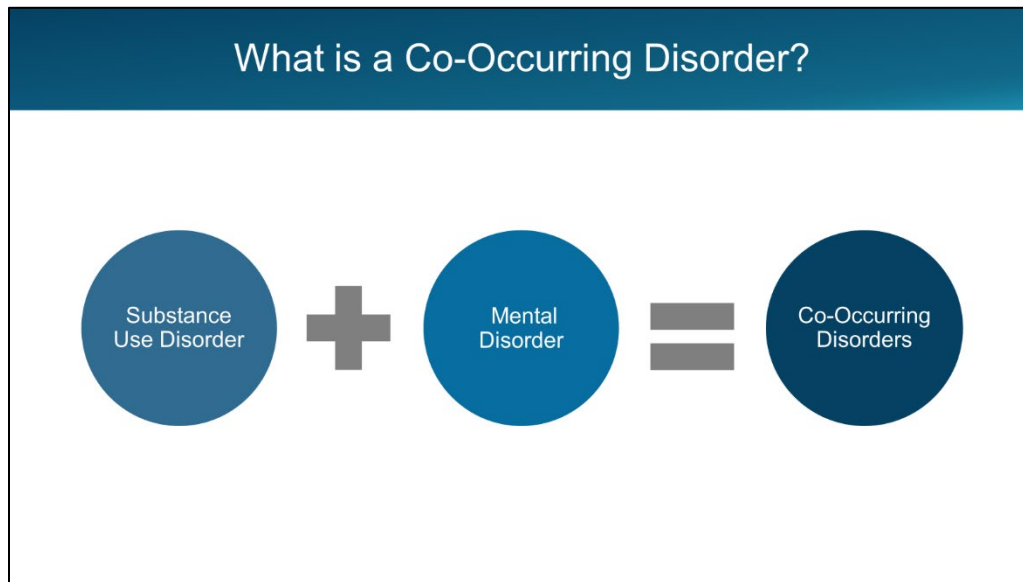 What is a Co-Occurring Disorder?
Substance
Use Disorder
Mental
Disorder
Co-Occurring
Disorders